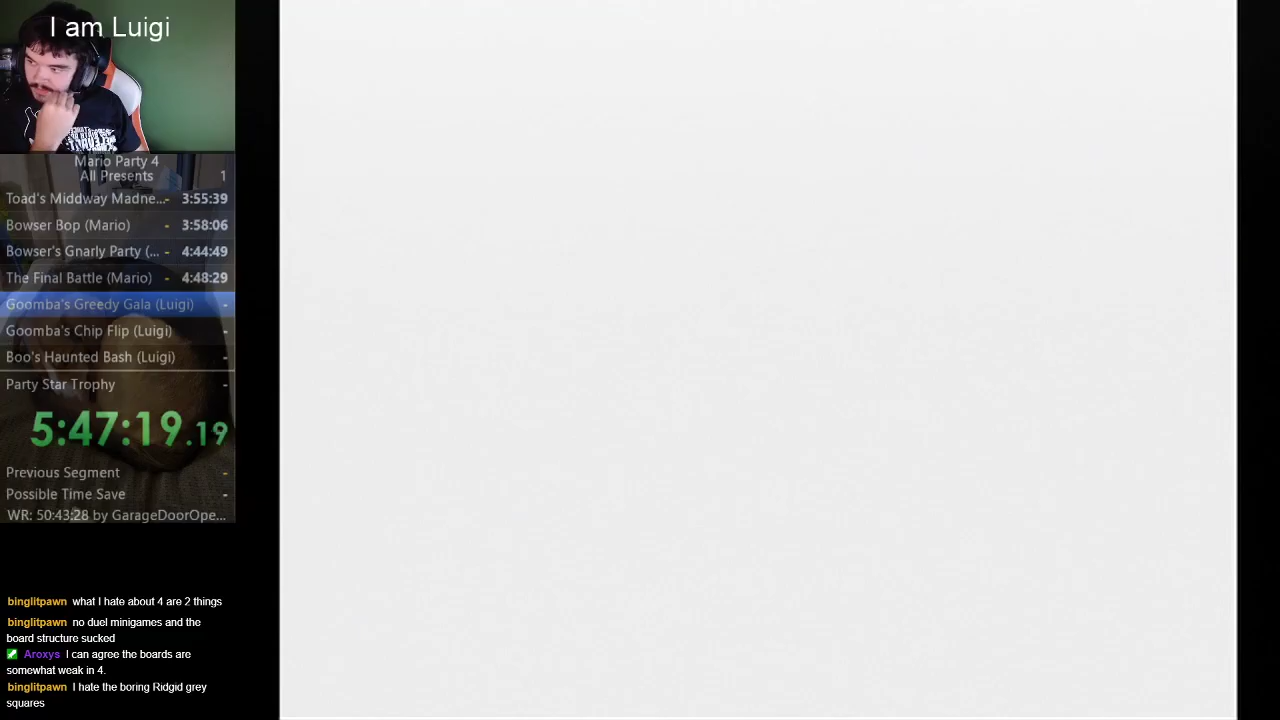 I am Luigi
Mario Party 4
All Presents 1
Toad's Middway Madne... - 3:55:39
Bowser Bop (Mario) - 3:58:06
Bowser's Gnarly Party (... - 4:44:49
The Final Battle (Mario) - 4:48:29
Goomba's Greedy Gala (Luigi) -
Goomba's Chip Flip (Luigi) -
Boo's Haunted Bash (Luigi) -
Party Star Trophy -
5:47:19.19
Previous Segment -
Possible Time Save -
WR: 50:43:28 by GarageDoorOpe...
binglitpawn what I hate about 4 are 2 things
binglitpawn no duel minigames and the
board structure sucked
Aroxys I can agree the boards are
somewhat weak in 4.
binglitpawn I hate the boring Ridgid grey
squares